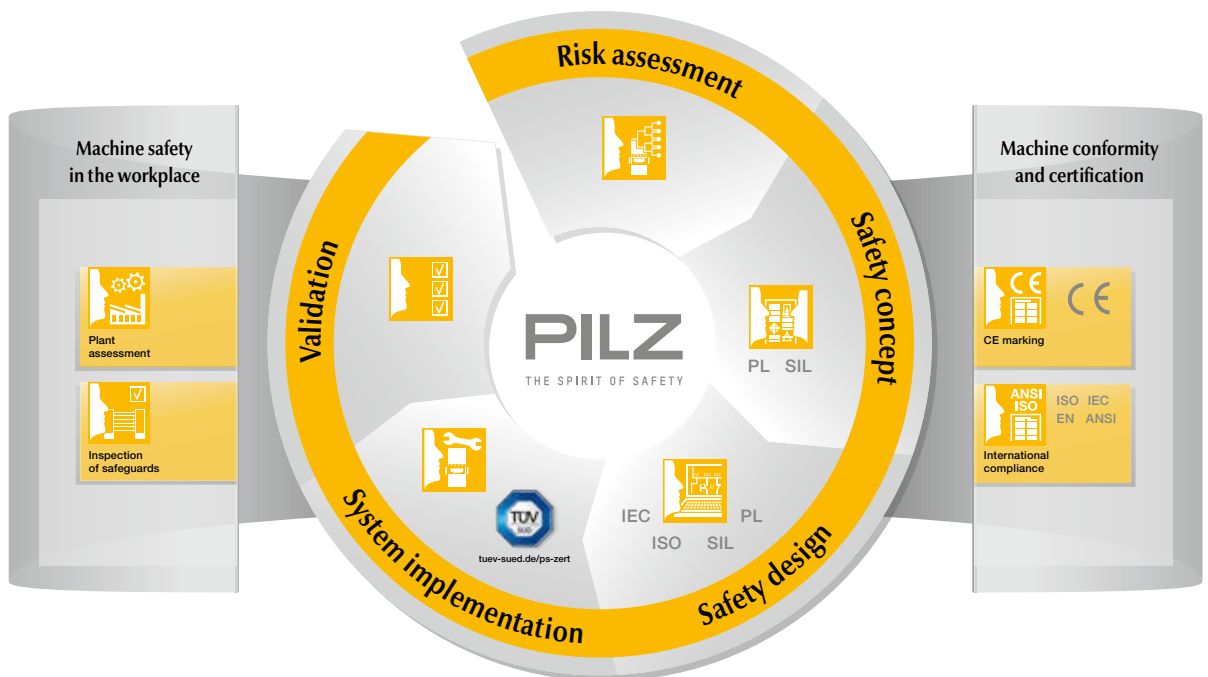 Risk assessment
Machine safety
in the workplace
Plant
assessment
Inspection
of safeguards
Validation
PILZ
THE SPIRIT OF SAFETY
Safety concept
PL SIL
System implementation
TÜV
SÜD
tuev-sued.de/ps-zert
IEC PL
ISO SIL
Safety design
Machine conformity
and certification
CE CE
CE marking
ANSI
ISO
ISO IEC
EN ANSI
International
compliance